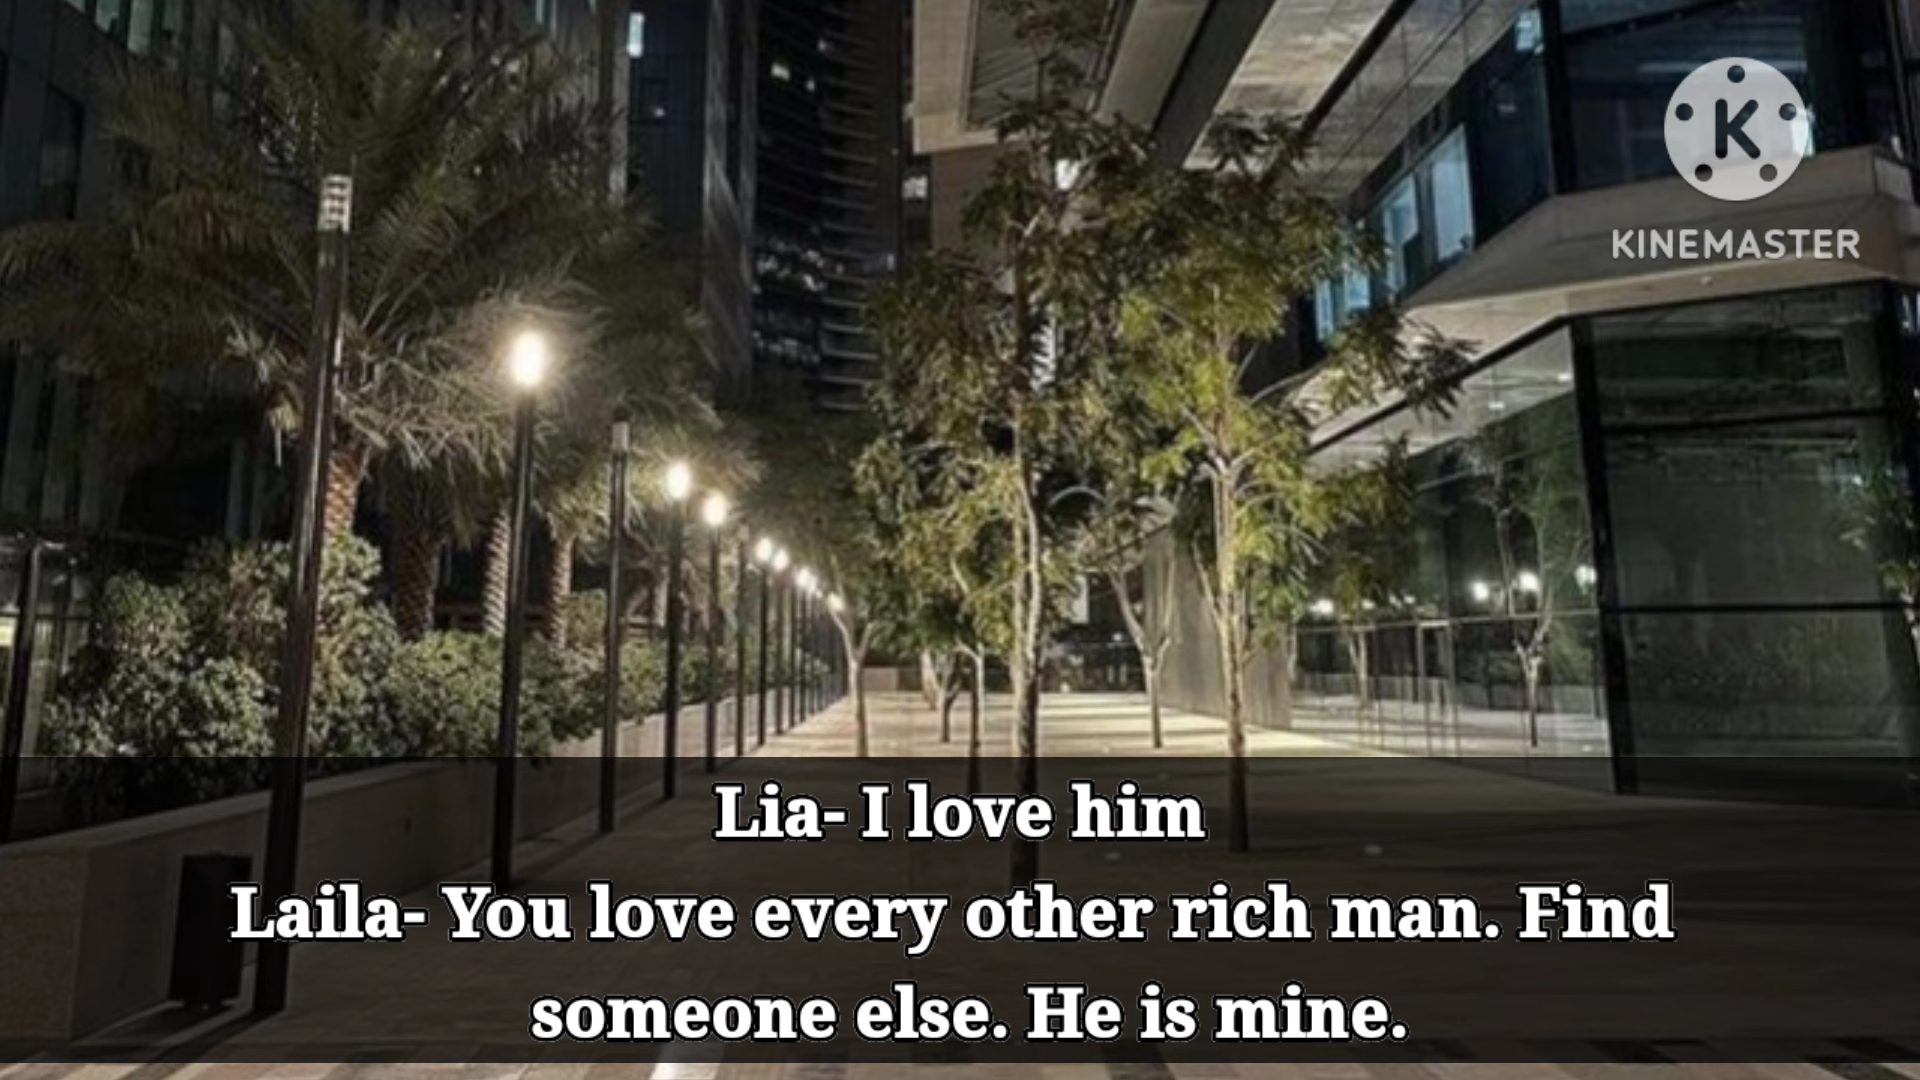 K
KINEMASTER
Lia- I love him
Laila- You love every other rich man. Find
someone else. He is mine.